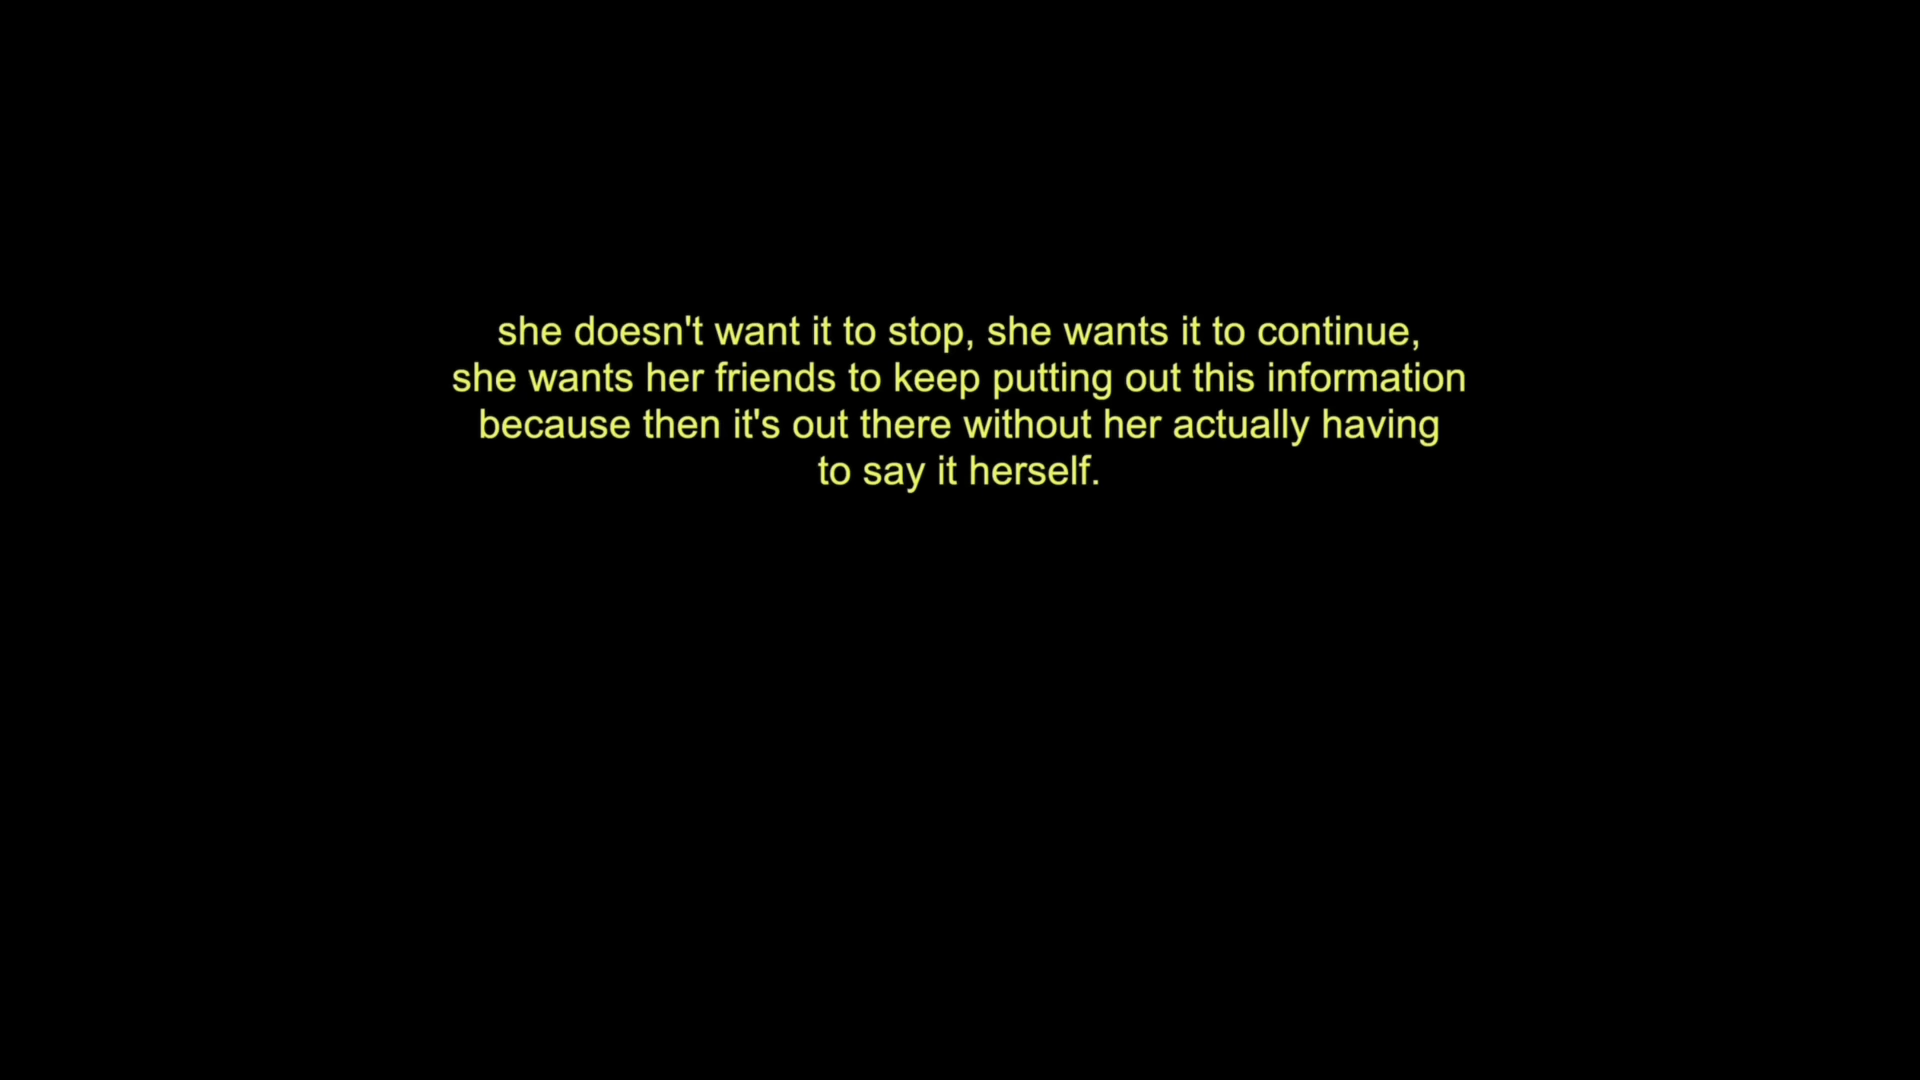 she doesn't want it to stop, she wants it to continue,
she wants her friends to keep putting out this information
because then it's out there without her actually having
to say it herself.